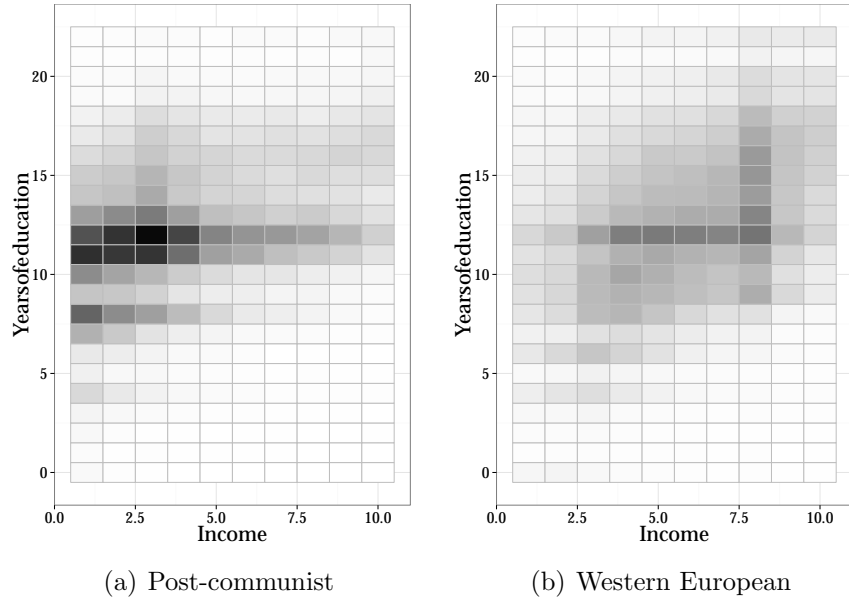 20
15
10
5
0
Yearsofeducation
0.0 2.5 5.0 7.5 10.0
Income
(a) Post-communist
20
15
10
5
0
Yearsofeducation
0.0 2.5 5.0 7.5 10.0
Income
(b) Western European